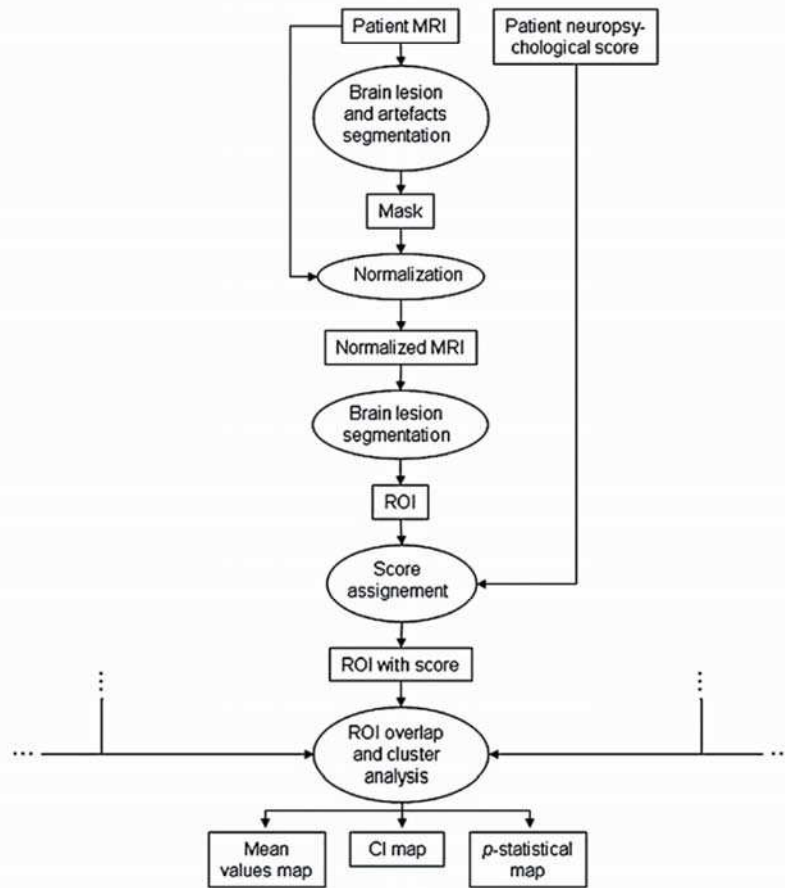 Patient MRI
Patient neuropsy-
chological score
Brain lesion
and artefacts
segmentation
Mask
Normalization
Normalized MRI
Brain lesion
segmentation
ROI
Score
assignement
ROI with score
...
...
ROI overlap
and cluster
analysis
...
...
Mean
values map
CI map
p-statistical
map